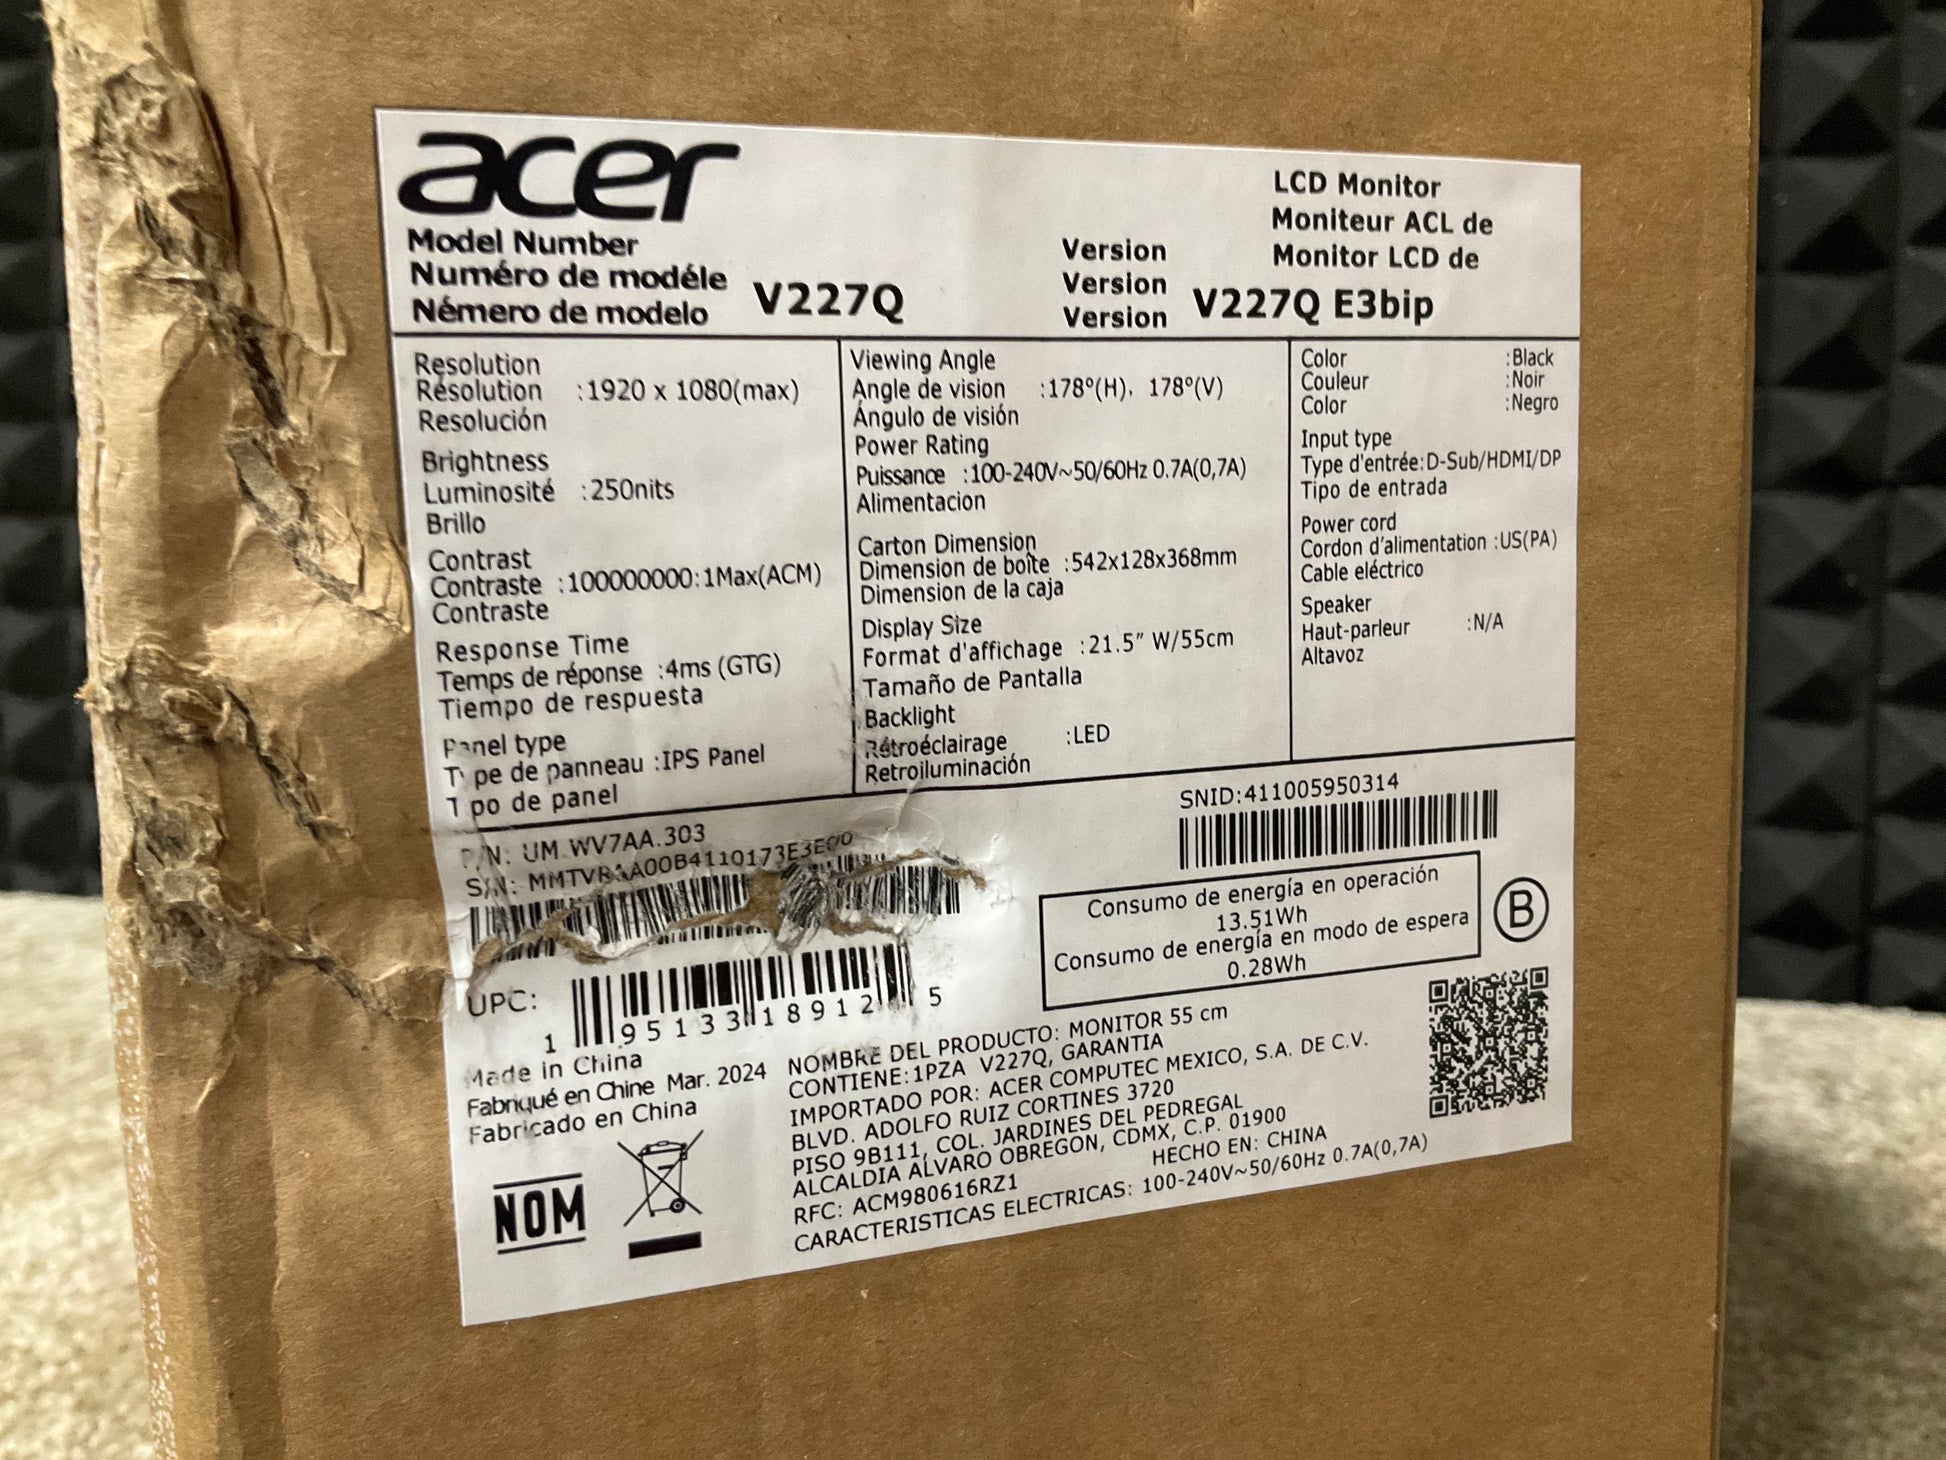 acer
Model Number
Numéro de modéle
Némero de modelo
V227Q
Version
Version
Version
LCD Monitor
Moniteur ACL de
Monitor LCD de
V227Q E3bip
Resolution
Résolution :1920 x 1080(max)
Resolución
Brightness
Luminosité :250nits
Brillo
Contrast
Contraste :100000000:1Max(ACM)
Contraste
Response Time
Temps de réponse :4ms (GTG)
Tiempo de respuesta
Panel type
Type de panneau :IPS Panel
Tipo de panel
Viewing Angle
Angle de vision :178°(H), 178°(V)
Ángulo de visión
Power Rating
Puissance :100-240V~50/60Hz 0.7A(0,7A)
Alimentacion
Carton Dimension
Dimension de boîte :542x128x368mm
Dimension de la caja
Display Size
Format d'affichage :21.5" W/55cm
Tamaño de Pantalla
Backlight
Rétroéclairage :LED
Retroiluminación
Color :Black
Couleur :Noir
Color :Negro
Input type
Type d'entrée:D-Sub/HDMI/DP
Tipo de entrada
Power cord
Cordon d'alimentation :US(PA)
Cable eléctrico
Speaker
Haut-parleur :N/A
Altavoz
P/N: UM.WV7AA.303
S/N:
SNID:411005950314
Consumo de energía en operación
13.51Wh
Consumo de energía en modo de espera
0.28Wh
B
UPC:
1 95133 18912 5
Made in China
Fabriqué en Chine Mar. 2024
Fabricado en China
NOM
NOMBRE DEL PRODUCTO: MONITOR 55 cm
CONTIENE:1PZA V227Q, GARANTIA
IMPORTADO POR: ACER COMPUTEC MEXICO, S.A. DE C.V.
BLVD. ADOLFO RUIZ CORTINES 3720
PISO 9B111, COL. JARDINES DEL PEDREGAL
ALCALDIA ALVARO OBREGON, CDMX, C.P. 01900
RFC: ACM980616RZ1 HECHO EN: CHINA
CARACTERISTICAS ELECTRICAS: 100-240V~50/60Hz 0.7A(0,7A)